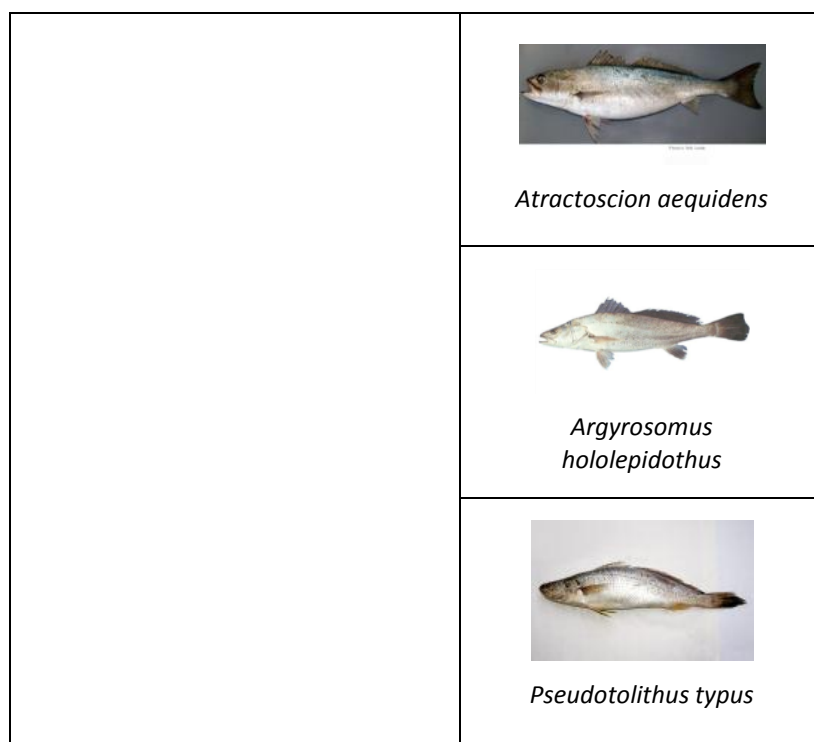 Atractoscion aequidens
Argyrosomus
hololepidothus
Pseudotolithus typus